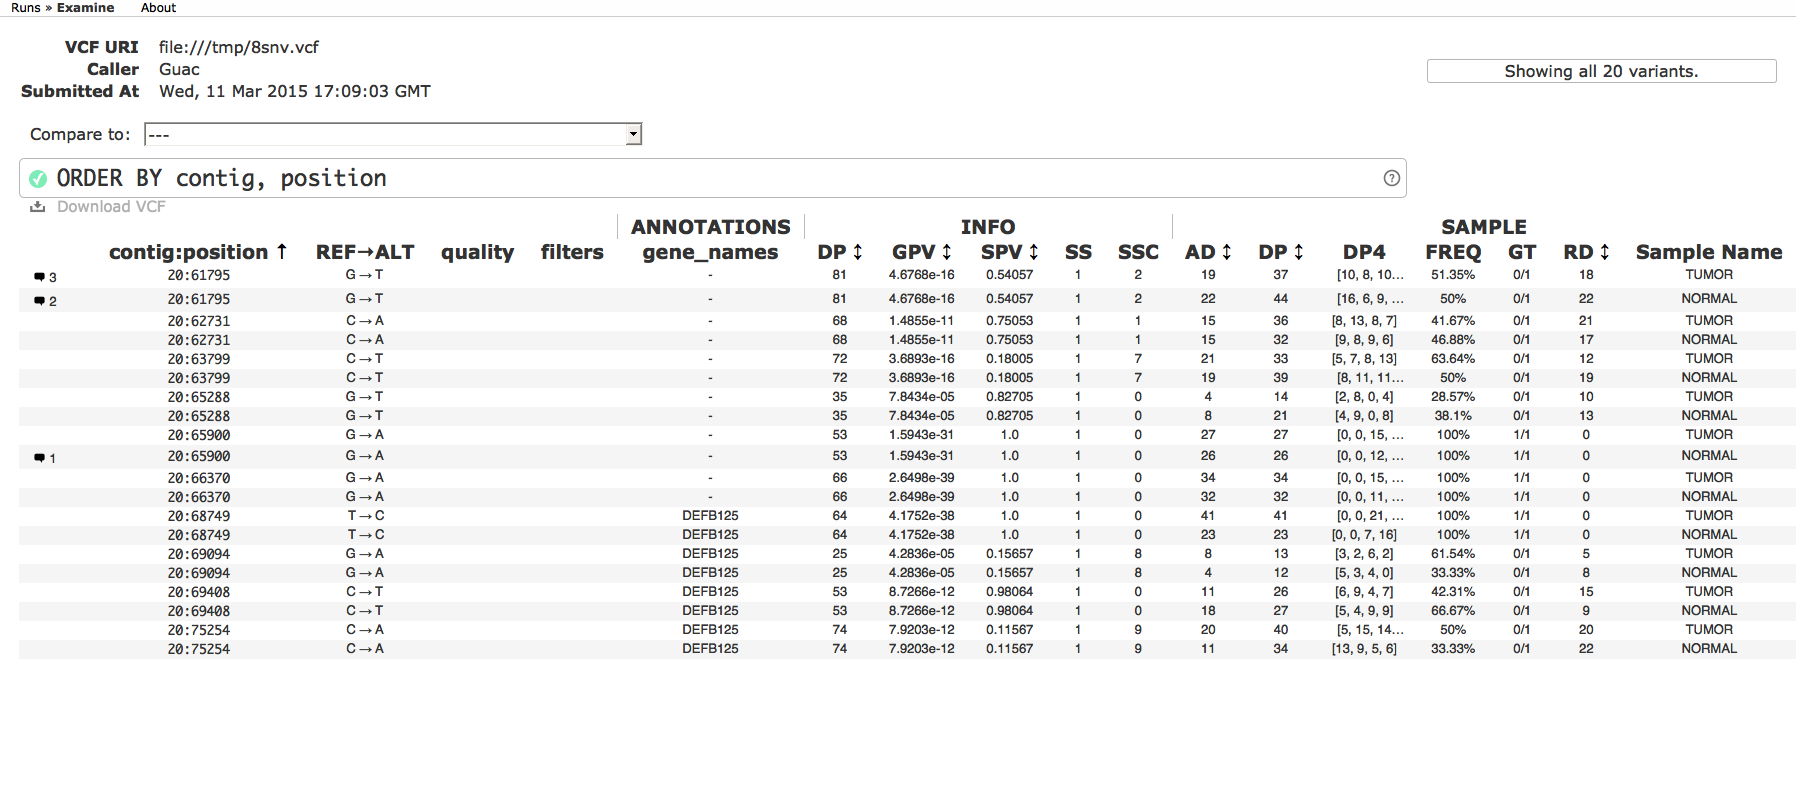 Runs » Examine About
VCF URI file:///tmp/8snv.vcf
Caller Guac
Submitted At Wed, 11 Mar 2015 17:09:03 GMT
Showing all 20 variants.
Compare to: ---
ORDER BY contig, position ?
Download VCF
ANNOTATIONS INFO SAMPLE
contig:position ↑ REF→ALT quality filters gene_names DP ↕ GPV ↕ SPV ↕ SS SSC AD ↕ DP ↕ DP4 FREQ GT RD ↕ Sample Name
3 20:61795 G→T - 81 4.6768e-16 0.54057 1 2 19 37 [10, 8, 10... 51.35% 0/1 18 TUMOR
2 20:61795 G→T - 81 4.6768e-16 0.54057 1 2 22 44 [16, 6, 9, ... 50% 0/1 22 NORMAL
20:62731 C→A - 68 1.4855e-11 0.75053 1 1 15 36 [8, 13, 8, 7] 41.67% 0/1 21 TUMOR
20:62731 C→A - 68 1.4855e-11 0.75053 1 1 15 32 [9, 8, 9, 6] 46.88% 0/1 17 NORMAL
20:63799 C→T - 72 3.6893e-16 0.18005 1 7 21 33 [5, 7, 8, 13] 63.64% 0/1 12 TUMOR
20:63799 C→T - 72 3.6893e-16 0.18005 1 7 19 39 [8, 11, 11... 50% 0/1 19 NORMAL
20:65288 G→T - 35 7.8434e-05 0.82705 1 0 4 14 [2, 8, 0, 4] 28.57% 0/1 10 TUMOR
20:65288 G→T - 35 7.8434e-05 0.82705 1 0 8 21 [4, 9, 0, 8] 38.1% 0/1 13 NORMAL
20:65900 G→A - 53 1.5943e-31 1.0 1 0 27 27 [0, 0, 15, ... 100% 1/1 0 TUMOR
1 20:65900 G→A - 53 1.5943e-31 1.0 1 0 26 26 [0, 0, 12, ... 100% 1/1 0 NORMAL
20:66370 G→A - 66 2.6498e-39 1.0 1 0 34 34 [0, 0, 15, ... 100% 1/1 0 TUMOR
20:66370 G→A - 66 2.6498e-39 1.0 1 0 32 32 [0, 0, 11, ... 100% 1/1 0 NORMAL
20:68749 T→C DEFB125 64 4.1752e-38 1.0 1 0 41 41 [0, 0, 21, ... 100% 1/1 0 TUMOR
20:68749 T→C DEFB125 64 4.1752e-38 1.0 1 0 23 23 [0, 0, 7, 16] 100% 1/1 0 NORMAL
20:69094 G→A DEFB125 25 4.2836e-05 0.15657 1 8 8 13 [3, 2, 6, 2] 61.54% 0/1 5 TUMOR
20:69094 G→A DEFB125 25 4.2836e-05 0.15657 1 8 4 12 [5, 3, 4, 0] 33.33% 0/1 8 NORMAL
20:69408 C→T DEFB125 53 8.7266e-12 0.98064 1 0 11 26 [6, 9, 4, 7] 42.31% 0/1 15 TUMOR
20:69408 C→T DEFB125 53 8.7266e-12 0.98064 1 0 18 27 [5, 4, 9, 9] 66.67% 0/1 9 NORMAL
20:75254 C→A DEFB125 74 7.9203e-12 0.11567 1 9 20 40 [5, 15, 14... 50% 0/1 20 TUMOR
20:75254 C→A DEFB125 74 7.9203e-12 0.11567 1 9 11 34 [13, 9, 5, 6] 33.33% 0/1 22 NORMAL